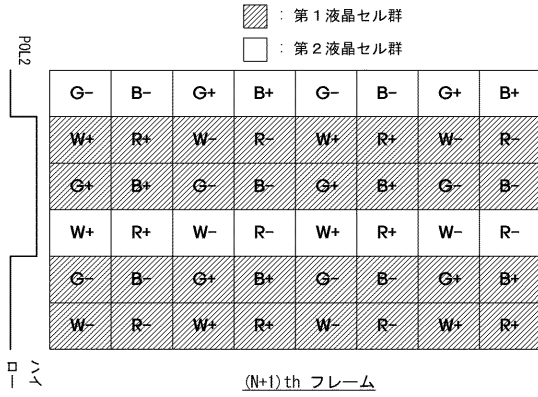 : 第１液晶セル群
: 第２液晶セル群
POL2
G− B− G+ B+ G− B− G+ B+
W+ R+ W− R− W+ R+ W− R−
G+ B+ G− B− G+ B+ G− B−
W+ R+ W− R− W+ R+ W− R−
G− B− G+ B+ G− B− G+ B+
W− R− W+ R+ W− R− W+ R+
ハイ
ロー
(N+1)th フレーム